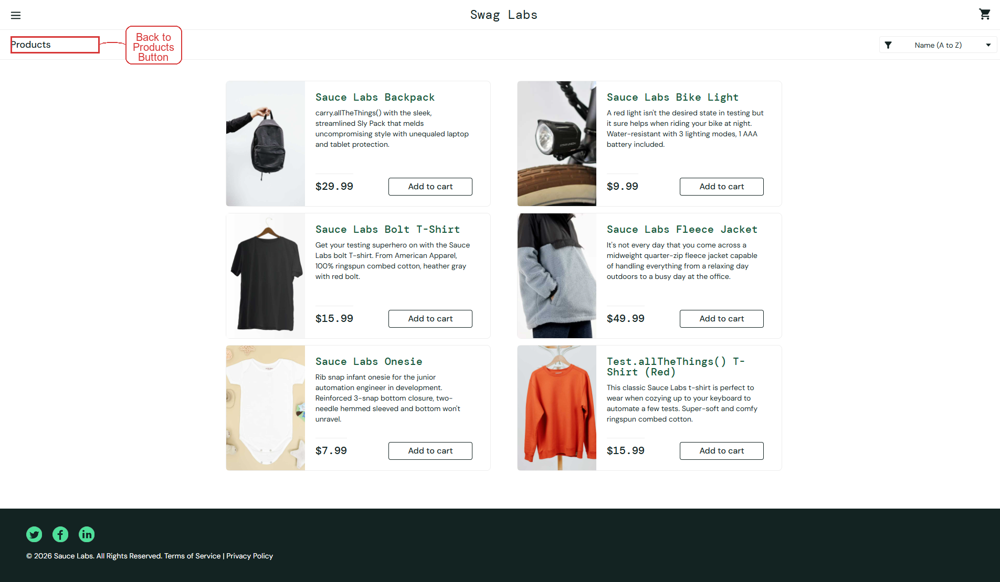 Swag Labs
Products
Back to
Products
Button
Name (A to Z)
Sauce Labs Backpack
carry.allTheThings() with the sleek,
streamlined Sly Pack that melds
uncompromising style with unequaled laptop
and tablet protection.
$29.99
Add to cart
Sauce Labs Bike Light
A red light isn't the desired state in testing but
it sure helps when riding your bike at night.
Water-resistant with 3 lighting modes, 1 AAA
battery included.
$9.99
Add to cart
Sauce Labs Bolt T-Shirt
Get your testing superhero on with the Sauce
Labs bolt T-shirt. From American Apparel,
100% ringspun combed cotton, heather gray
with red bolt.
$15.99
Add to cart
Sauce Labs Fleece Jacket
It's not every day that you come across a
midweight quarter-zip fleece jacket capable
of handling everything from a relaxing day
outdoors to a busy day at the office.
$49.99
Add to cart
Sauce Labs Onesie
Rib snap infant onesie for the junior
automation engineer in development.
Reinforced 3-snap bottom closure, two-
needle hemmed sleeved and bottom won't
unravel.
$7.99
Add to cart
Test.allTheThings() T-
Shirt (Red)
This classic Sauce Labs t-shirt is perfect to
wear when cozying up to your keyboard to
automate a few tests. Super-soft and comfy
ringspun combed cotton.
$15.99
Add to cart
© 2026 Sauce Labs. All Rights Reserved. Terms of Service | Privacy Policy